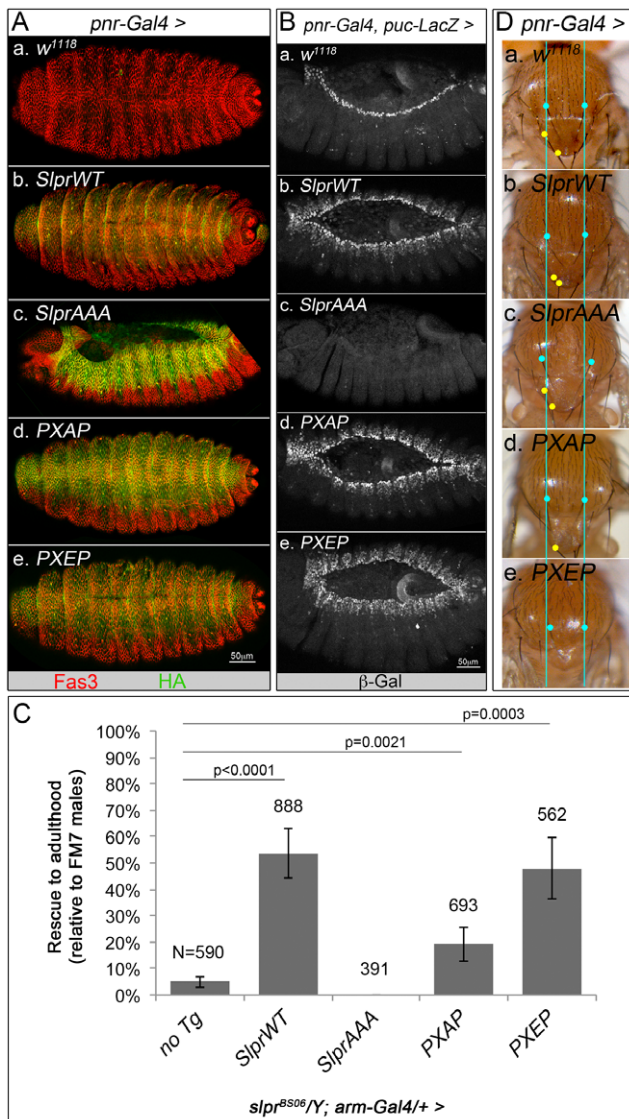 A
pnr-Gal4 >
a. w1118
b. SlprWT
c. SlprAAA
d. PXAP
e. PXEP
50μm
Fas3 HA
B
pnr-Gal4, puc-LacZ >
a. w1118
b. SlprWT
c. SlprAAA
d. PXAP
e. PXEP
50μm
β-Gal
D
pnr-Gal4 >
a. w1118
b. SlprWT
c. SlprAAA
d. PXAP
e. PXEP
C
Rescue to adulthood
(relative to FM7 males)
100%
90%
80%
70%
60%
50%
40%
30%
20%
10%
0%
p=0.0003
p=0.0021
p<0.0001
N=590
888
391
693
562
no Tg
SlprWT
SlprAAA
PXAP
PXEP
slprBS06/Y; arm-Gal4/+ >